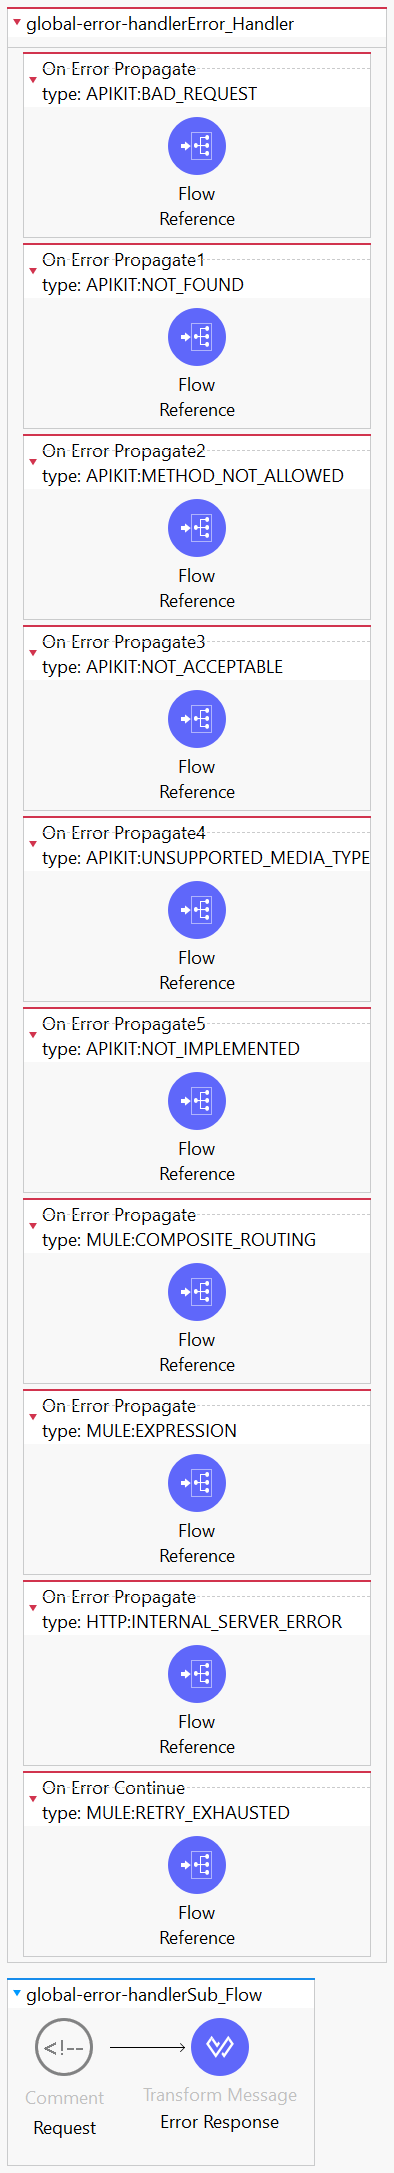 global-error-handlerError_Handler
On Error Propagate
type: APIKIT:BAD_REQUEST
Flow
Reference
On Error Propagate1
type: APIKIT:NOT_FOUND
Flow
Reference
On Error Propagate2
type: APIKIT:METHOD_NOT_ALLOWED
Flow
Reference
On Error Propagate3
type: APIKIT:NOT_ACCEPTABLE
Flow
Reference
On Error Propagate4
type: APIKIT:UNSUPPORTED_MEDIA_TYPE
Flow
Reference
On Error Propagate5
type: APIKIT:NOT_IMPLEMENTED
Flow
Reference
On Error Propagate
type: MULE:COMPOSITE_ROUTING
Flow
Reference
On Error Propagate
type: MULE:EXPRESSION
Flow
Reference
On Error Propagate
type: HTTP:INTERNAL_SERVER_ERROR
Flow
Reference
On Error Continue
type: MULE:RETRY_EXHAUSTED
Flow
Reference
global-error-handlerSub_Flow
<!--
Comment
Request
Transform Message
Error Response